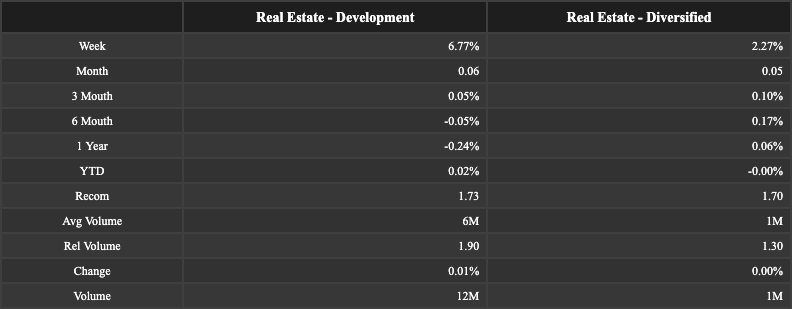 Real Estate - Development Real Estate - Diversified
Week 6.77% 2.27%
Month 0.06 0.05
3 Mouth 0.05% 0.10%
6 Mouth -0.05% 0.17%
1 Year -0.24% 0.06%
YTD 0.02% -0.00%
Recom 1.73 1.70
Avg Volume 6M 1M
Rel Volume 1.90 1.30
Change 0.01% 0.00%
Volume 12M 1M